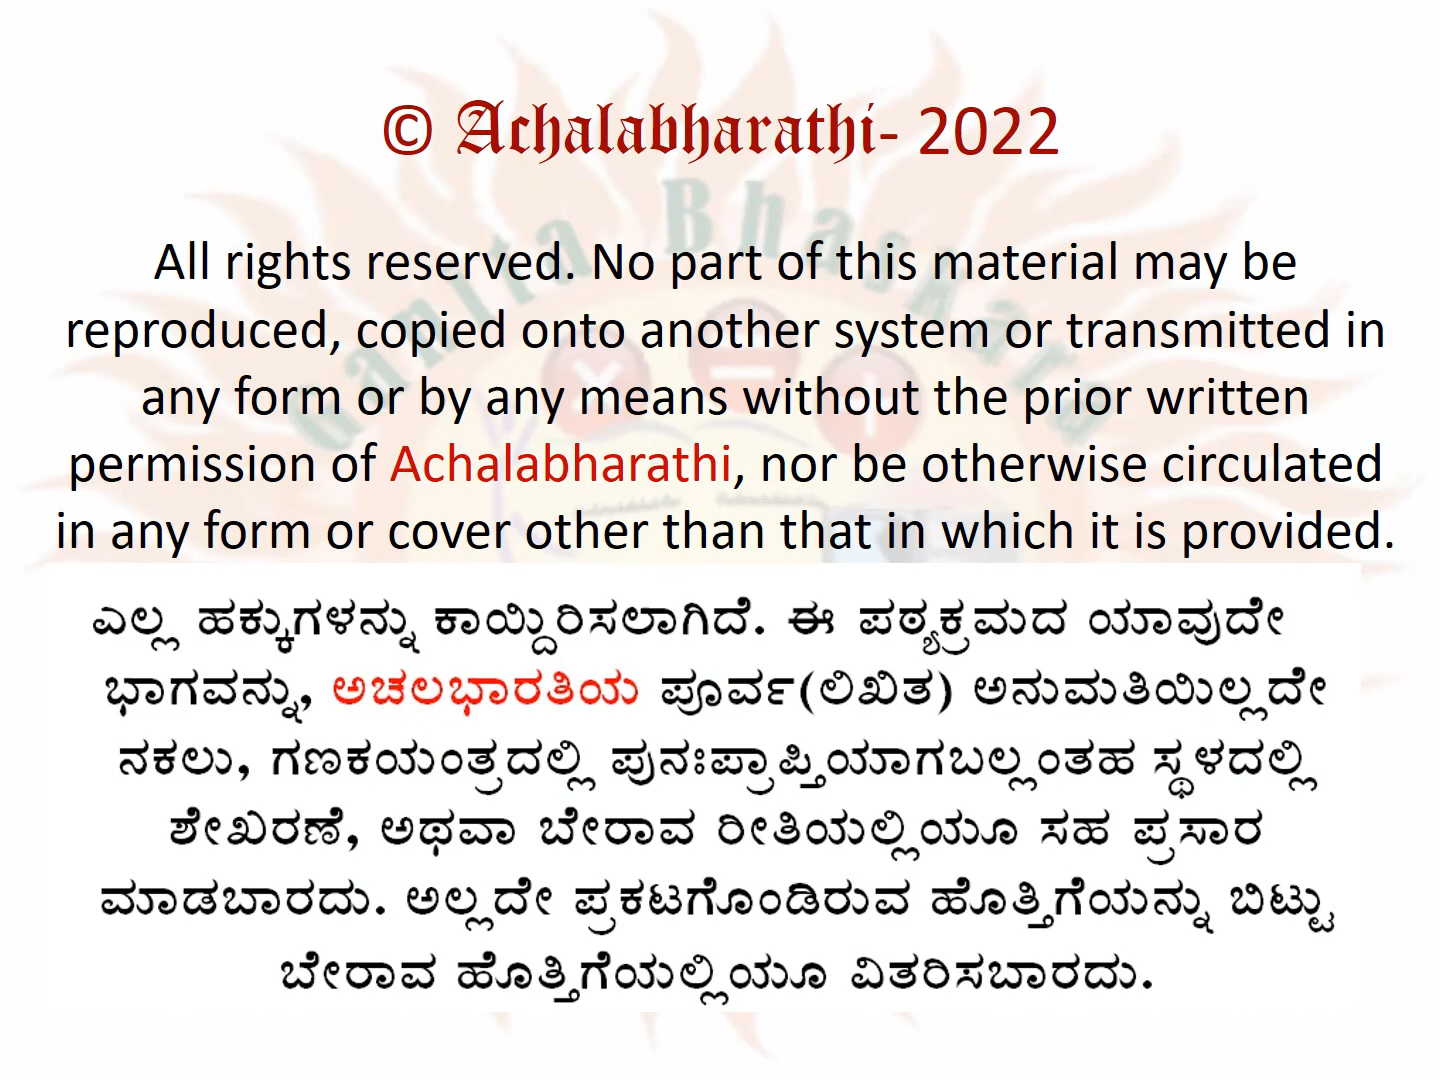 © Achalabharathi- 2022
Ganita Bhaskara
All rights reserved. No part of this material may be
reproduced, copied onto another system or transmitted in
any form or by any means without the prior written
permission of Achalabharathi, nor be otherwise circulated
in any form or cover other than that in which it is provided.
ಎಲ್ಲ ಹಕ್ಕುಗಳನ್ನು ಕಾಯ್ದಿರಿಸಲಾಗಿದೆ. ಈ ಪಠ್ಯಕ್ರಮದ ಯಾವುದೇ
ಭಾಗವನ್ನು, ಅಚಲಭಾರತಿಯ ಪೂರ್ವ(ಲಿಖಿತ) ಅನುಮತಿಯಿಲ್ಲದೇ
ನಕಲು, ಗಣಕಯಂತ್ರದಲ್ಲಿ ಪುನಃಪ್ರಾಪ್ತಿಯಾಗಬಲ್ಲಂತಹ ಸ್ಥಳದಲ್ಲಿ
ಶೇಖರಣೆ, ಅಥವಾ ಬೇರಾವ ರೀತಿಯಲ್ಲಿಯೂ ಸಹ ಪ್ರಸಾರ
ಮಾಡಬಾರದು. ಅಲ್ಲದೇ ಪ್ರಕಟಗೊಂಡಿರುವ ಹೊತ್ತಿಗೆಯನ್ನು ಬಿಟ್ಟು
ಬೇರಾವ ಹೊತ್ತಿಗೆಯಲ್ಲಿಯೂ ವಿತರಿಸಬಾರದು.